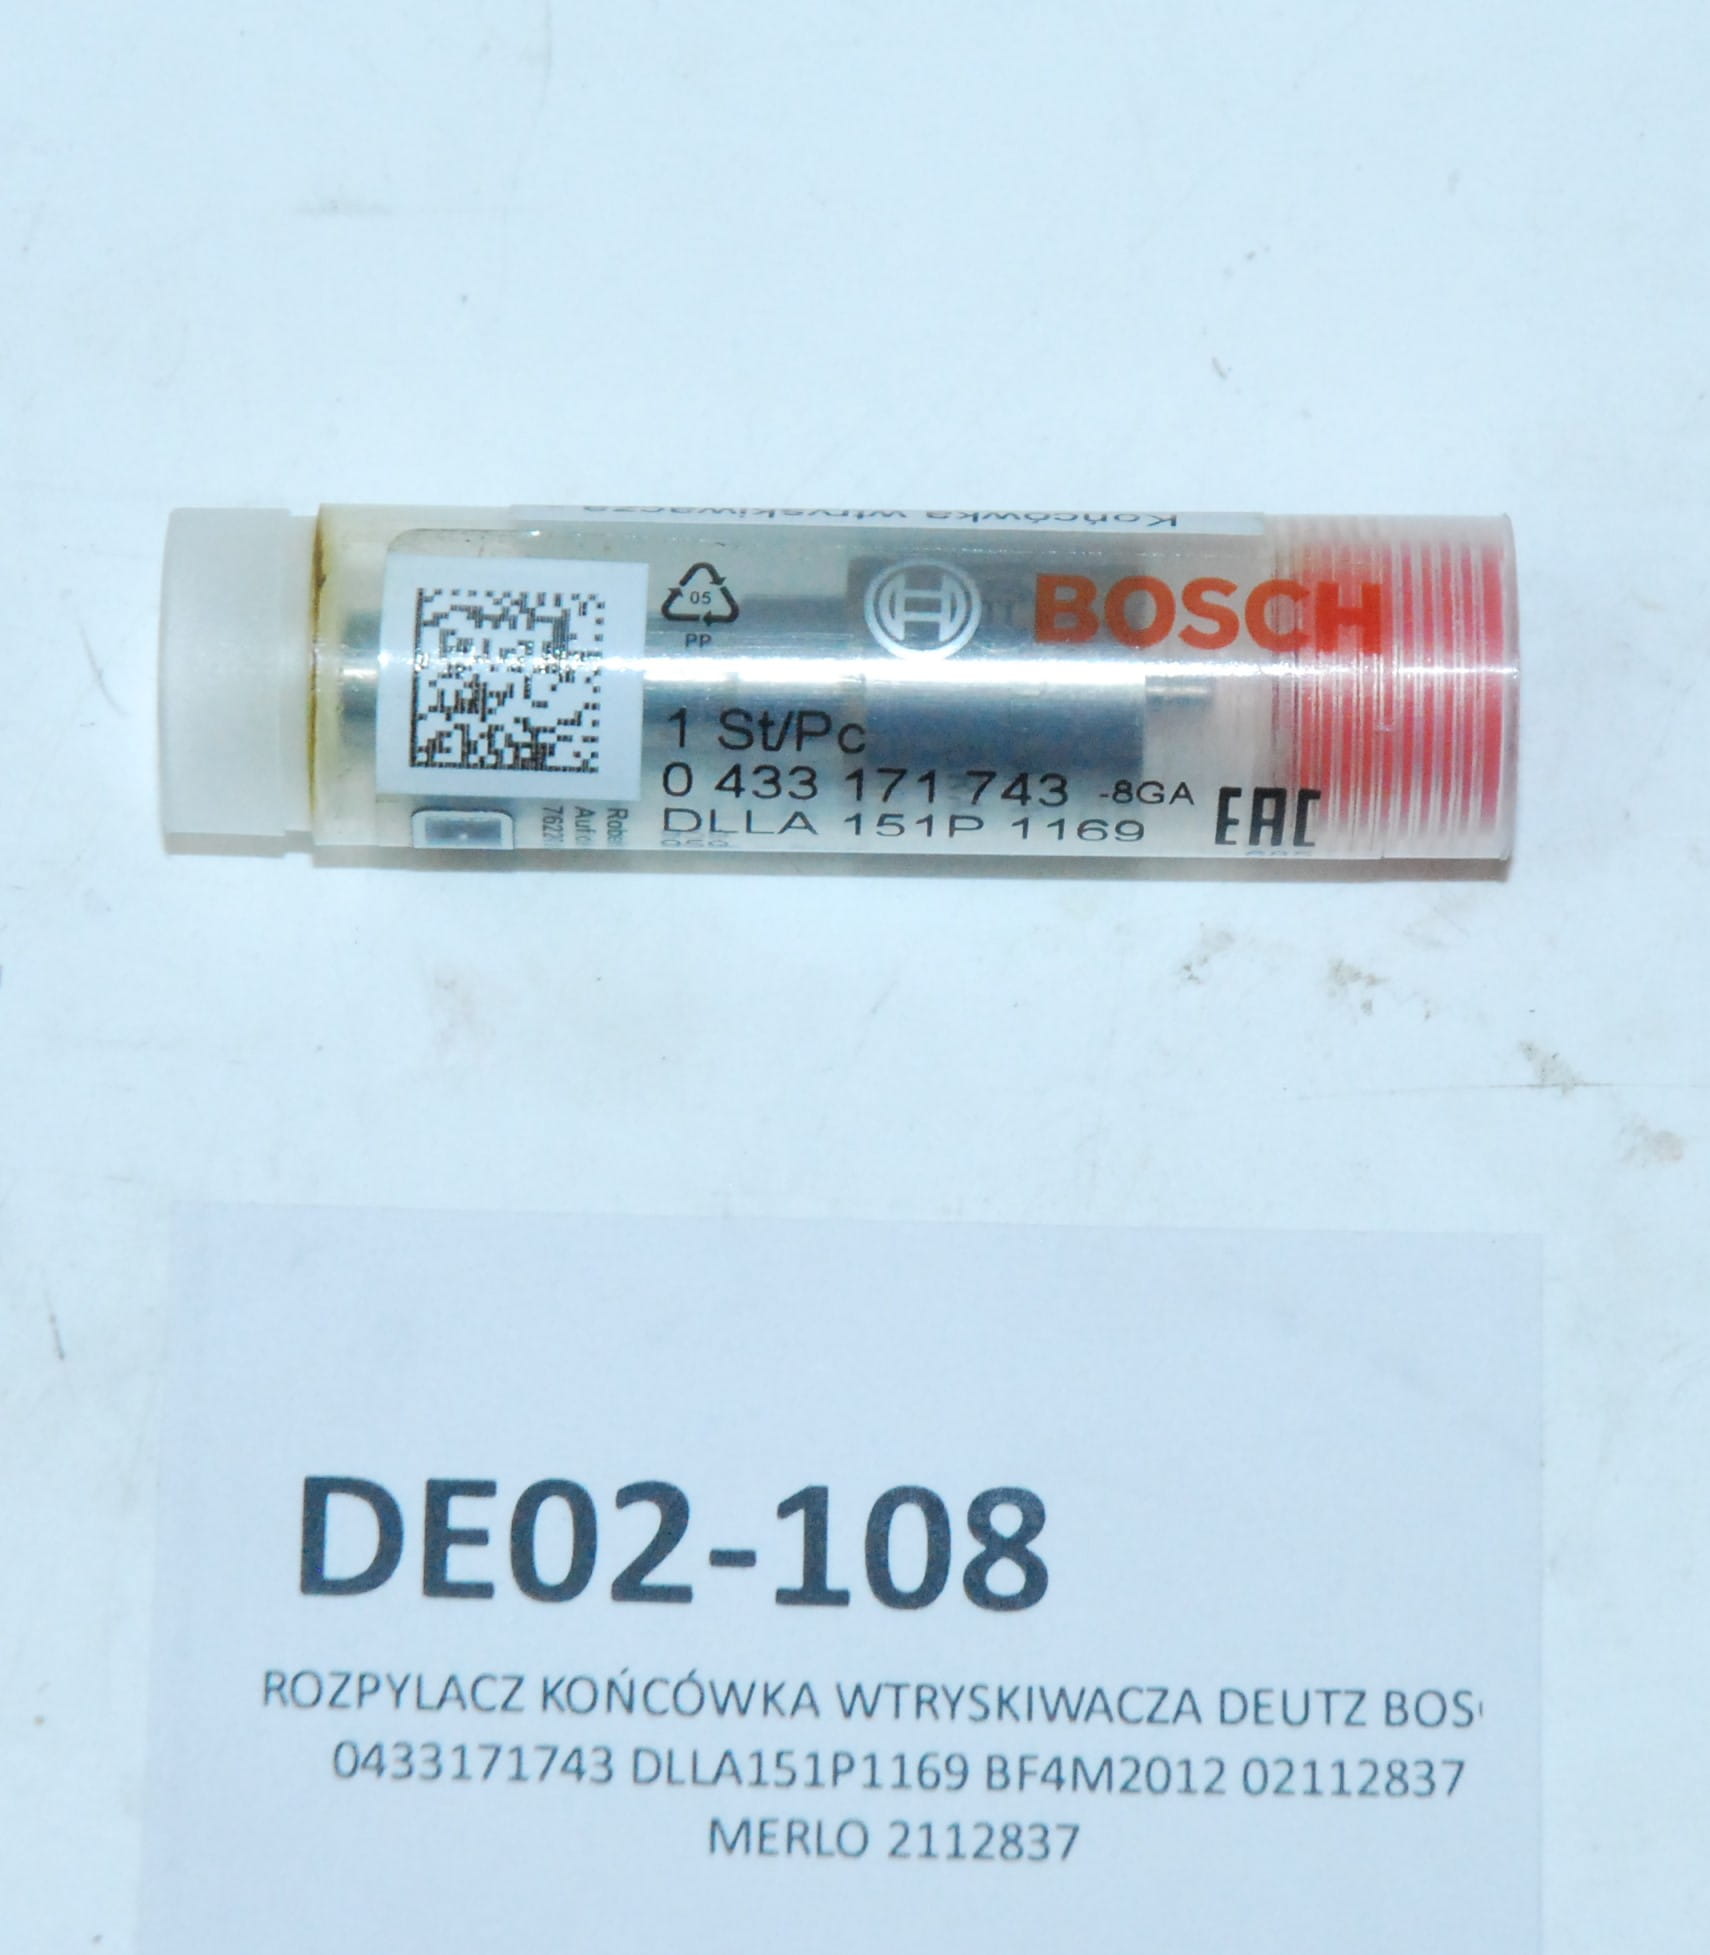 Końcówka wtryskiwacza
05
PP
BOSCH
1 St/Pc
0 433 171 743 -8GA
DLLA 151P 1169
EAC
DE02-108
ROZPYLACZ KOŃCÓWKA WTRYSKIWACZA DEUTZ BOS
0433171743 DLLA151P1169 BF4M2012 02112837
MERLO 2112837